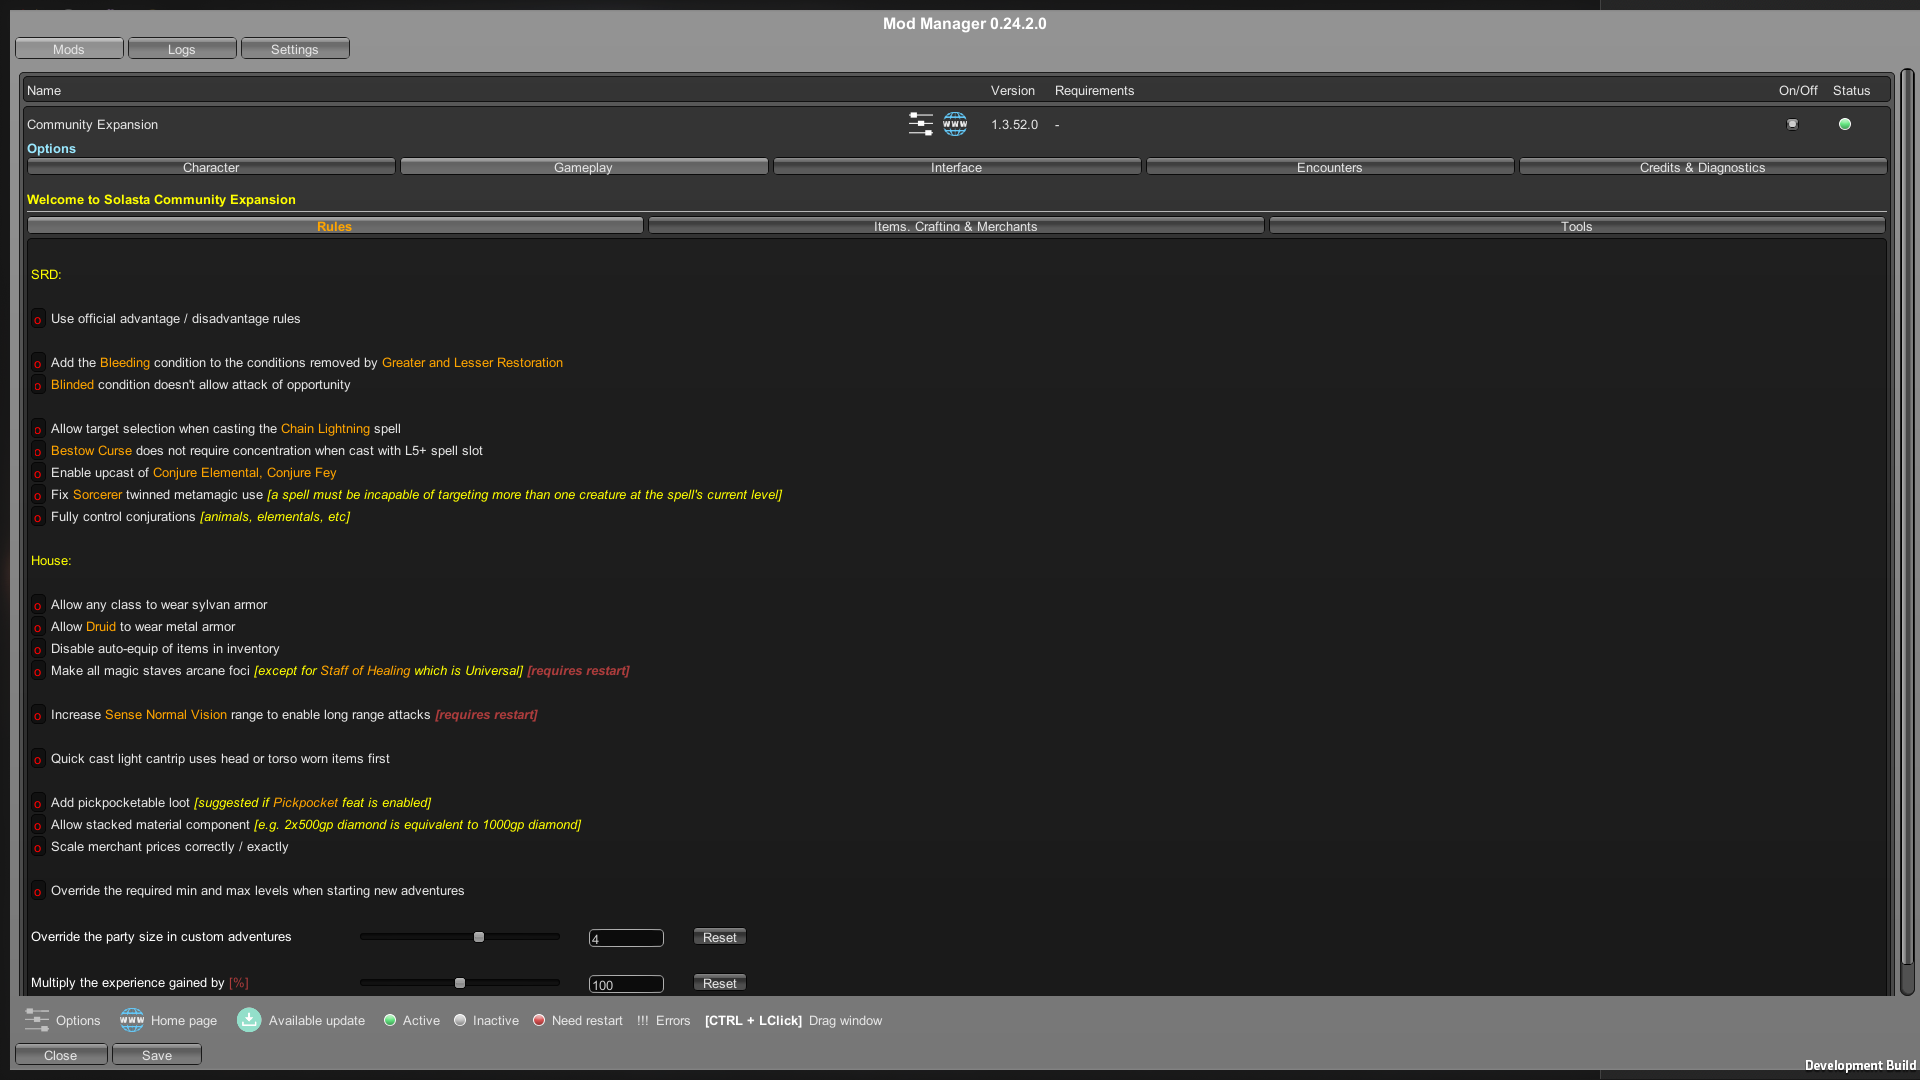 Mod Manager 0.24.2.0
Mods Logs Settings
Name Version Requirements On/Off Status
Community Expansion www 1.3.52.0 -
Options
Character Gameplay Interface Encounters Credits & Diagnostics
Welcome to Solasta Community Expansion
Rules Items, Crafting & Merchants Tools
SRD:
o Use official advantage / disadvantage rules
o Add the Bleeding condition to the conditions removed by Greater and Lesser Restoration
o Blinded condition doesn't allow attack of opportunity
o Allow target selection when casting the Chain Lightning spell
o Bestow Curse does not require concentration when cast with L5+ spell slot
o Enable upcast of Conjure Elemental, Conjure Fey
o Fix Sorcerer twinned metamagic use [a spell must be incapable of targeting more than one creature at the spell's current level]
o Fully control conjurations [animals, elementals, etc]
House:
o Allow any class to wear sylvan armor
o Allow Druid to wear metal armor
o Disable auto-equip of items in inventory
o Make all magic staves arcane foci [except for Staff of Healing which is Universal] [requires restart]
o Increase Sense Normal Vision range to enable long range attacks [requires restart]
o Quick cast light cantrip uses head or torso worn items first
o Add pickpocketable loot [suggested if Pickpocket feat is enabled]
o Allow stacked material component [e.g. 2x500gp diamond is equivalent to 1000gp diamond]
o Scale merchant prices correctly / exactly
o Override the required min and max levels when starting new adventures
Override the party size in custom adventures 4 Reset
Multiply the experience gained by [%] 100 Reset
Options www Home page Available update Active Inactive Need restart !!! Errors [CTRL + LClick] Drag window
Close Save
Development Build